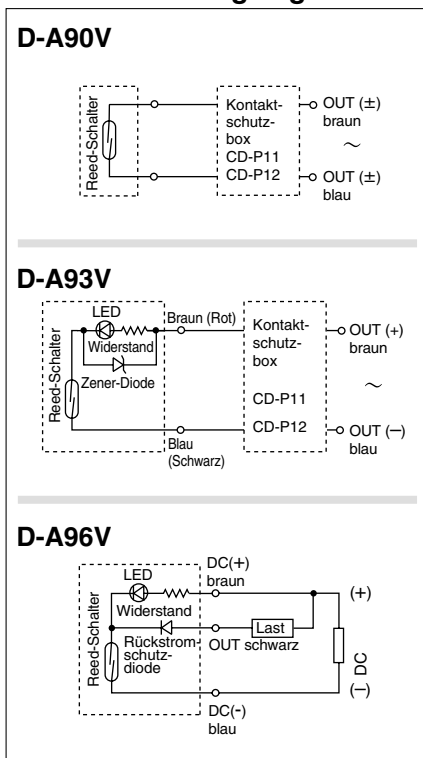 D-A90V
Reed-Schalter
Kontakt-
schutz-
box
CD-P11
CD-P12
OUT (±)
braun
～
OUT (±)
blau
D-A93V
Reed-Schalter
LED
Widerstand
Zener-Diode
Braun (Rot)
Blau
(Schwarz)
Kontakt-
schutz-
box
CD-P11
CD-P12
OUT (+)
braun
～
OUT (—)
blau
D-A96V
Reed-Schalter
LED
Widerstand
Rückstrom-
schutz-
diode
DC(+)
braun
OUT schwarz
Last
DC(-)
blau
(+)
DC
(—)